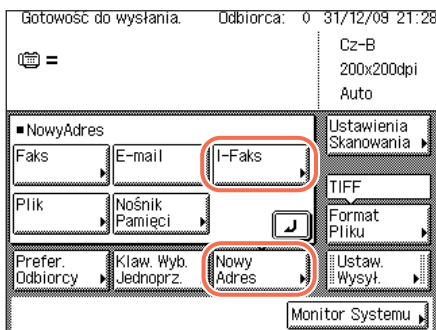 Gotowość do wysłania. Odbiorca: 0 31/12/09 21:28
Cz-B
=
200x200dpi
Auto
■NowyAdres
Ustawienia
Skanowania
Faks E-mail I-Faks
TIFF
Plik Nośnik
Pamięci
Format
Pliku
Prefer.
Odbiorcy
Klaw. Wyb.
Jednoprz.
Nowy
Adres
Ustaw.
Wysył.
Monitor Systemu